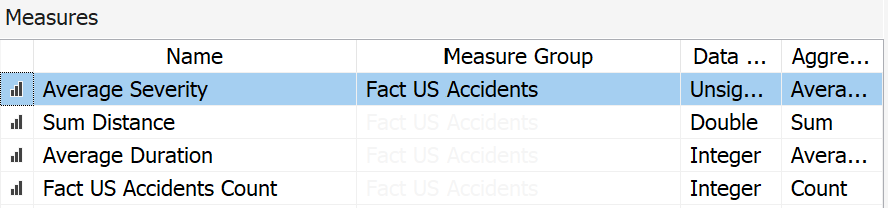 Measures
Name Measure Group Data ... Aggre...
Average Severity Fact US Accidents Unsig... Avera...
Sum Distance Fact US Accidents Double Sum
Average Duration Fact US Accidents Integer Avera...
Fact US Accidents Count Fact US Accidents Integer Count